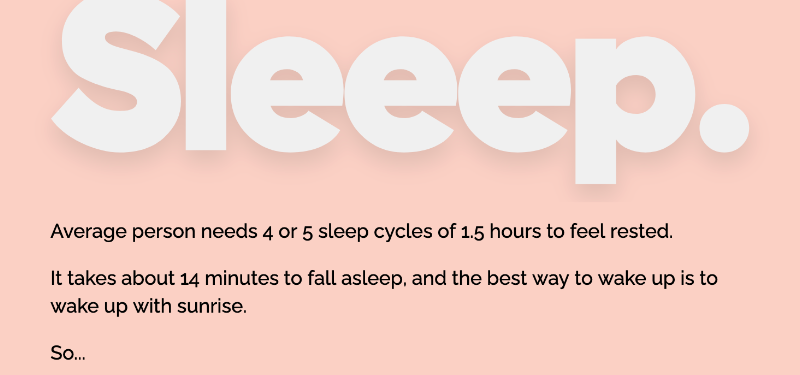 Sleeep.
Average person needs 4 or 5 sleep cycles of 1.5 hours to feel rested.
It takes about 14 minutes to fall asleep, and the best way to wake up is to
wake up with sunrise.
So...